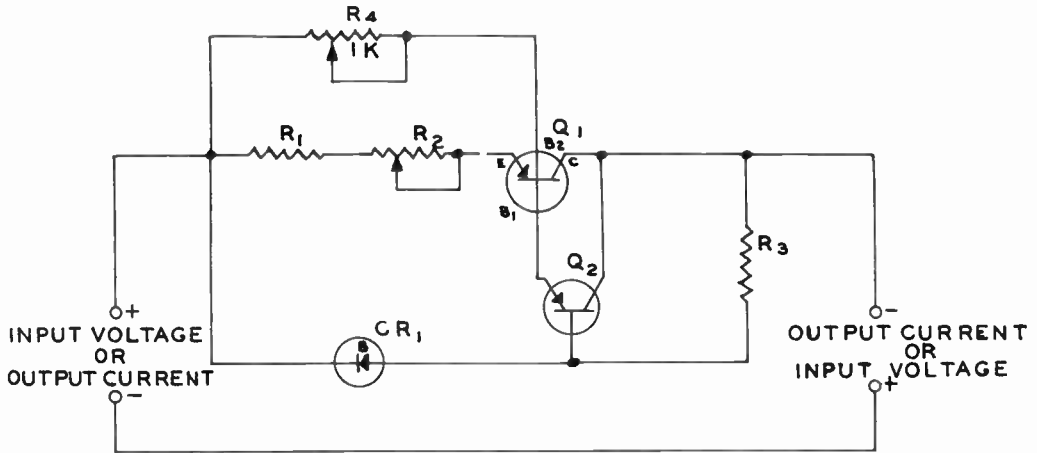 R4
1K
R1
R2
Q1
B2
E
C
B1
Q2
R3
CR1
B
+
INPUT VOLTAGE
OR
OUTPUT CURRENT
-
-
OUTPUT CURRENT
OR
INPUT VOLTAGE
+